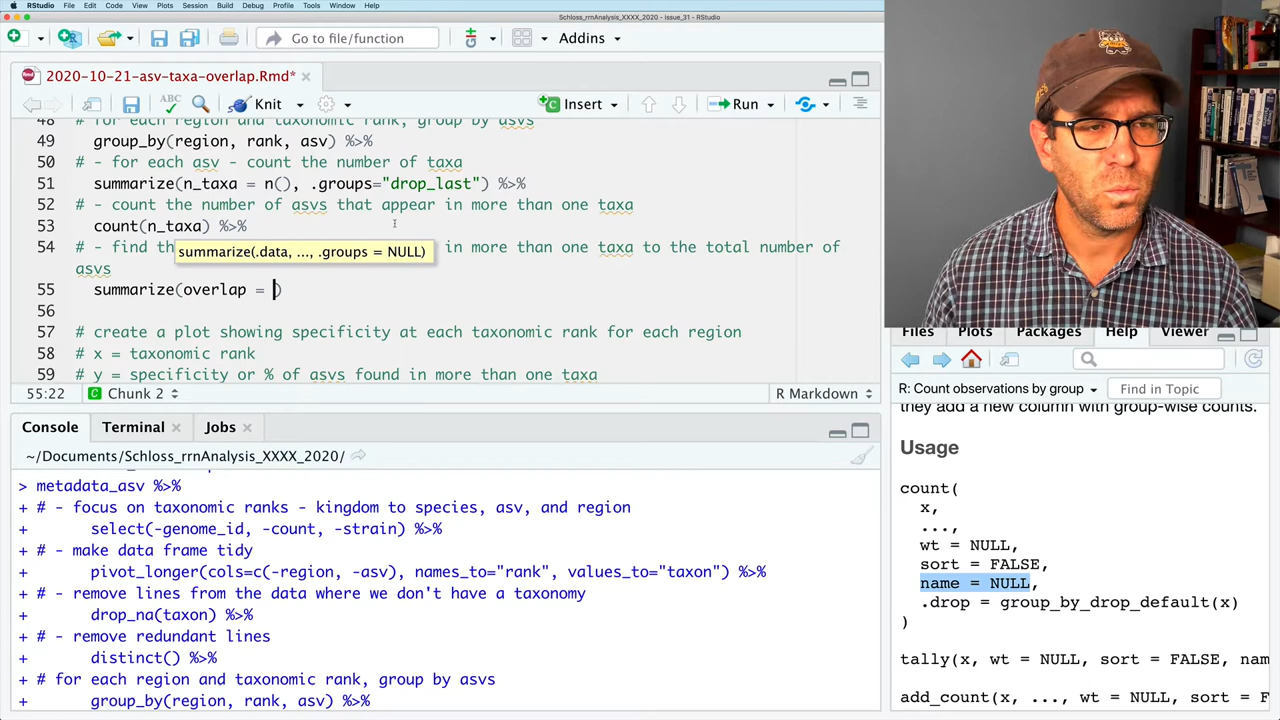 RStudio File Edit Code View Plots Session Build Debug Profile Tools Window Help
Schloss_rrnAnalysis_XXXX_2020 - issue_31 - RStudio
Go to file/function Addins
2020-10-21-asv-taxa-overlap.Rmd*
ABC Knit Insert Run
48 # for each region and taxonomic rank, group by asvs
49 group_by(region, rank, asv) %>%
50 # - for each asv - count the number of taxa
51 summarize(n_taxa = n(), .groups="drop_last") %>%
52 # - count the number of asvs that appear in more than one taxa
53 count(n_taxa) %>%
54 # - find th in more than one taxa to the total number of
asvs
summarize(.data, ..., .groups = NULL)
55 summarize(overlap = )
56
57 # create a plot showing specificity at each taxonomic rank for each region
58 # x = taxonomic rank
59 # y = specificity or % of asvs found in more than one taxa
55:22 Chunk 2 R Markdown
Console Terminal Jobs
~/Documents/Schloss_rrnAnalysis_XXXX_2020/
> metadata_asv %>%
+ # - focus on taxonomic ranks - kingdom to species, asv, and region
+ select(-genome_id, -count, -strain) %>%
+ # - make data frame tidy
+ pivot_longer(cols=c(-region, -asv), names_to="rank", values_to="taxon") %>%
+ # - remove lines from the data where we don't have a taxonomy
+ drop_na(taxon) %>%
+ # - remove redundant lines
+ distinct() %>%
+ # for each region and taxonomic rank, group by asvs
+ group_by(region, rank, asv) %>%
Files Plots Packages Help Viewer
R: Count observations by group Find in Topic
they add a new column with group-wise counts.
Usage
count(
x,
...,
wt = NULL,
sort = FALSE,
name = NULL,
.drop = group_by_drop_default(x)
)
tally(x, wt = NULL, sort = FALSE, nam
add_count(x, ..., wt = NULL, sort = F